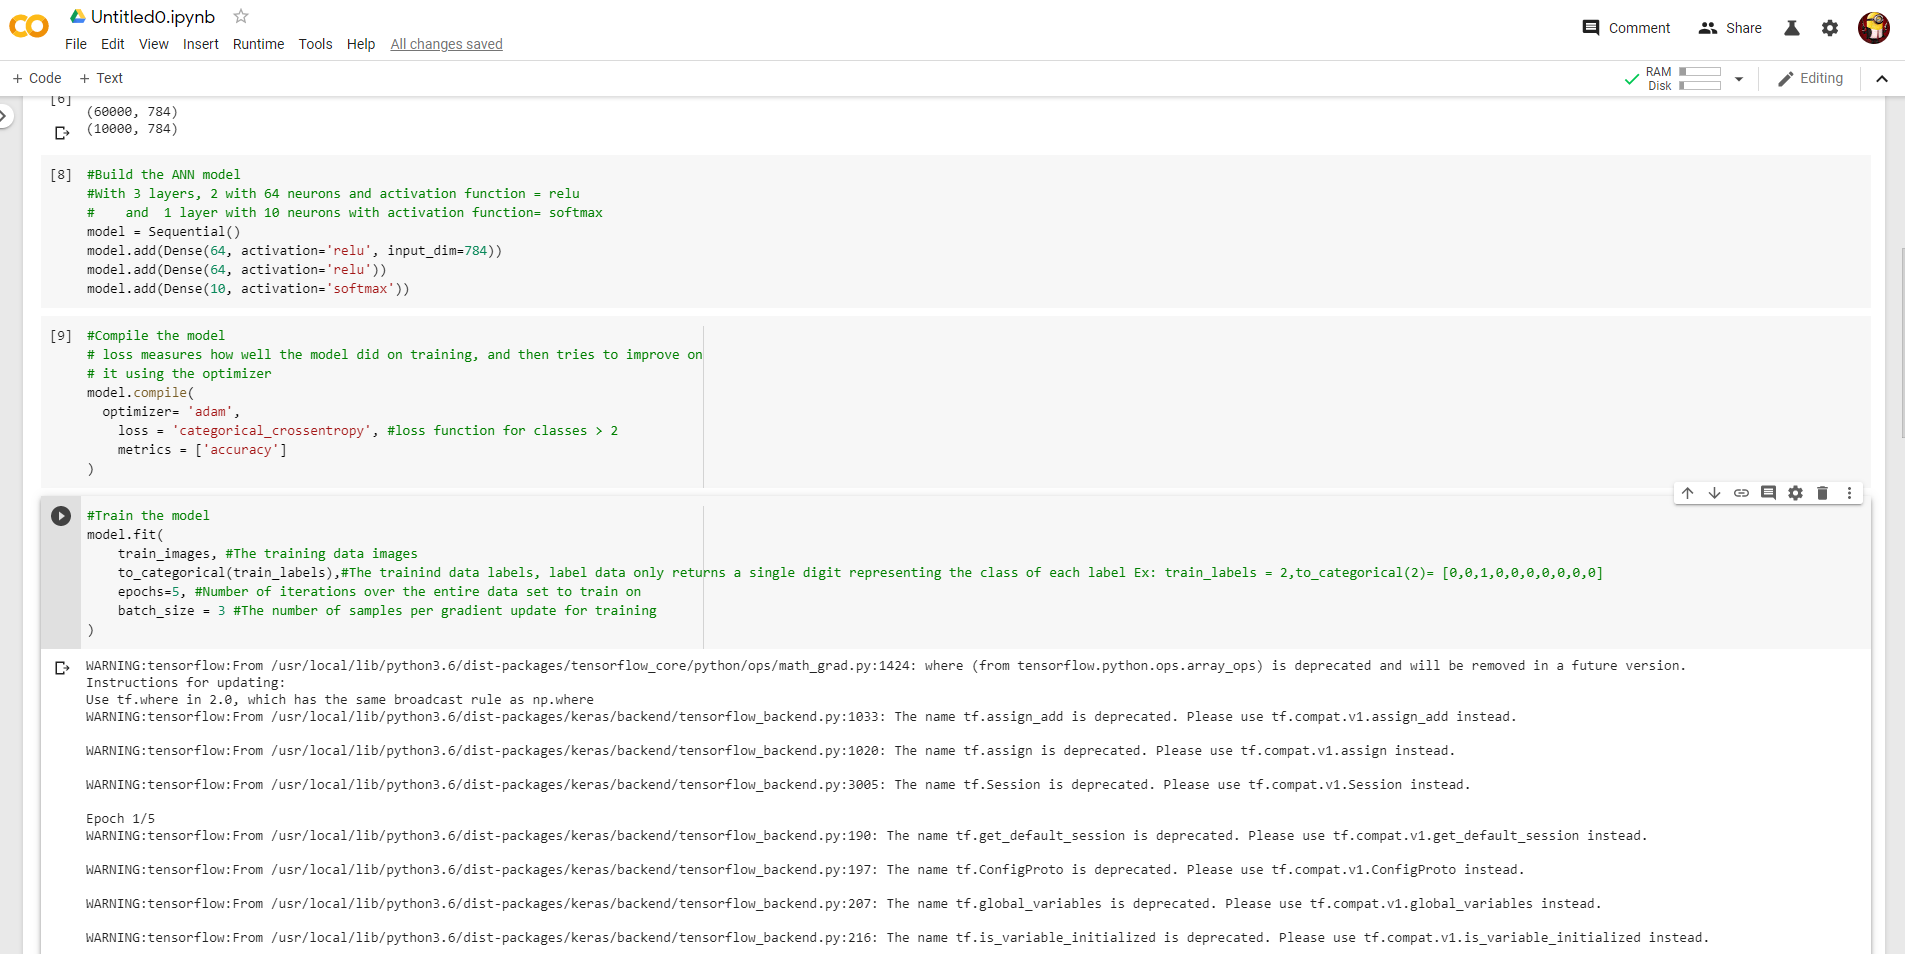 Untitled0.ipynb
File Edit View Insert Runtime Tools Help All changes saved
Comment Share
+ Code + Text
RAM
Disk
Editing
[6]
(60000, 784)
(10000, 784)
[8] #Build the ANN model
#With 3 layers, 2 with 64 neurons and activation function = relu
#    and  1 layer with 10 neurons with activation function= softmax
model = Sequential()
model.add(Dense(64, activation='relu', input_dim=784))
model.add(Dense(64, activation='relu'))
model.add(Dense(10, activation='softmax'))
[9] #Compile the model
# loss measures how well the model did on training, and then tries to improve on
# it using the optimizer
model.compile(
  optimizer= 'adam',
    loss = 'categorical_crossentropy', #loss function for classes > 2
    metrics = ['accuracy']
)
#Train the model
model.fit(
    train_images, #The training data images
    to_categorical(train_labels),#The trainind data labels, label data only returns a single digit representing the class of each label Ex: train_labels = 2,to_categorical(2)= [0,0,1,0,0,0,0,0,0,0]
    epochs=5, #Number of iterations over the entire data set to train on
    batch_size = 3 #The number of samples per gradient update for training
)
WARNING:tensorflow:From /usr/local/lib/python3.6/dist-packages/tensorflow_core/python/ops/math_grad.py:1424: where (from tensorflow.python.ops.array_ops) is deprecated and will be removed in a future version.
Instructions for updating:
Use tf.where in 2.0, which has the same broadcast rule as np.where
WARNING:tensorflow:From /usr/local/lib/python3.6/dist-packages/keras/backend/tensorflow_backend.py:1033: The name tf.assign_add is deprecated. Please use tf.compat.v1.assign_add instead.
WARNING:tensorflow:From /usr/local/lib/python3.6/dist-packages/keras/backend/tensorflow_backend.py:1020: The name tf.assign is deprecated. Please use tf.compat.v1.assign instead.
WARNING:tensorflow:From /usr/local/lib/python3.6/dist-packages/keras/backend/tensorflow_backend.py:3005: The name tf.Session is deprecated. Please use tf.compat.v1.Session instead.
Epoch 1/5
WARNING:tensorflow:From /usr/local/lib/python3.6/dist-packages/keras/backend/tensorflow_backend.py:190: The name tf.get_default_session is deprecated. Please use tf.compat.v1.get_default_session instead.
WARNING:tensorflow:From /usr/local/lib/python3.6/dist-packages/keras/backend/tensorflow_backend.py:197: The name tf.ConfigProto is deprecated. Please use tf.compat.v1.ConfigProto instead.
WARNING:tensorflow:From /usr/local/lib/python3.6/dist-packages/keras/backend/tensorflow_backend.py:207: The name tf.global_variables is deprecated. Please use tf.compat.v1.global_variables instead.
WARNING:tensorflow:From /usr/local/lib/python3.6/dist-packages/keras/backend/tensorflow_backend.py:216: The name tf.is_variable_initialized is deprecated. Please use tf.compat.v1.is_variable_initialized instead.